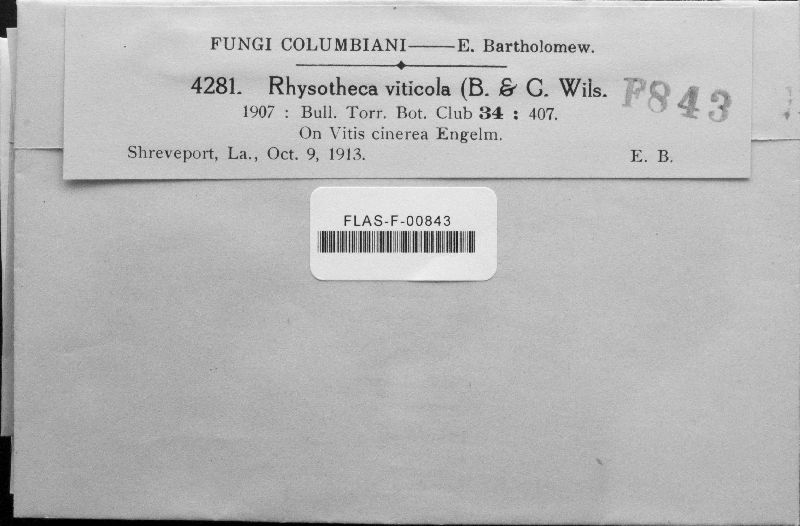 FUNGI COLUMBIANI——E. Bartholomew.
4281. Rhysotheca viticola (B. & C. Wils.
F843
1907 : Bull. Torr. Bot. Club 34 : 407.
On Vitis cinerea Engelm.
Shreveport, La., Oct. 9, 1913. E. B.
FLAS-F-00843